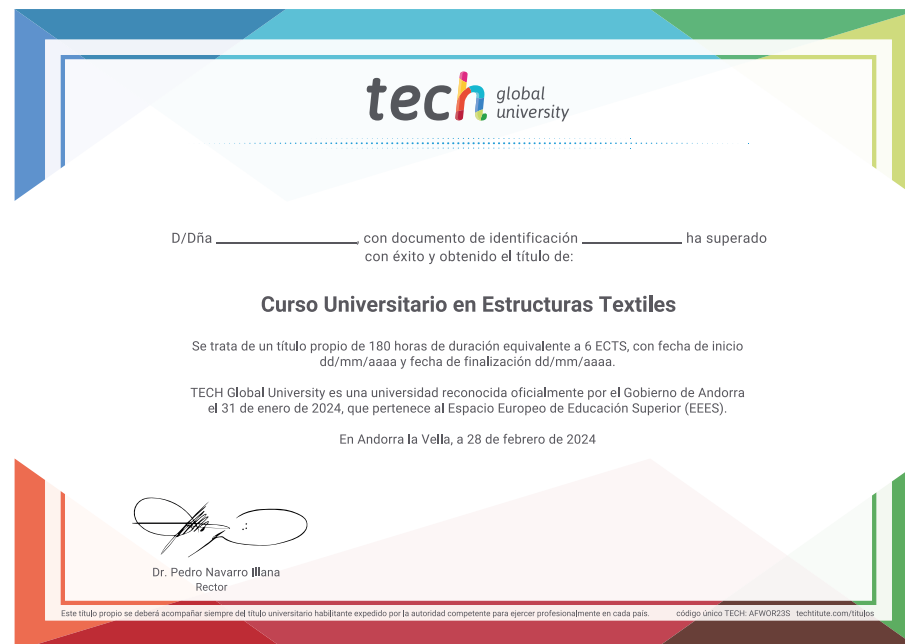 tech global university
D/Dña ____________________, con documento de identificación ______________ ha superado
con éxito y obtenido el título de:
Curso Universitario en Estructuras Textiles
Se trata de un título propio de 180 horas de duración equivalente a 6 ECTS, con fecha de inicio
dd/mm/aaaa y fecha de finalización dd/mm/aaaa.
TECH Global University es una universidad reconocida oficialmente por el Gobierno de Andorra
el 31 de enero de 2024, que pertenece al Espacio Europeo de Educación Superior (EEES).
En Andorra la Vella, a 28 de febrero de 2024
Dr. Pedro Navarro Illana
Rector
Este título propio se deberá acompañar siempre del título universitario habilitante expedido por la autoridad competente para ejercer profesionalmente en cada país. código único TECH: AFWOR23S techtitute.com/titulos